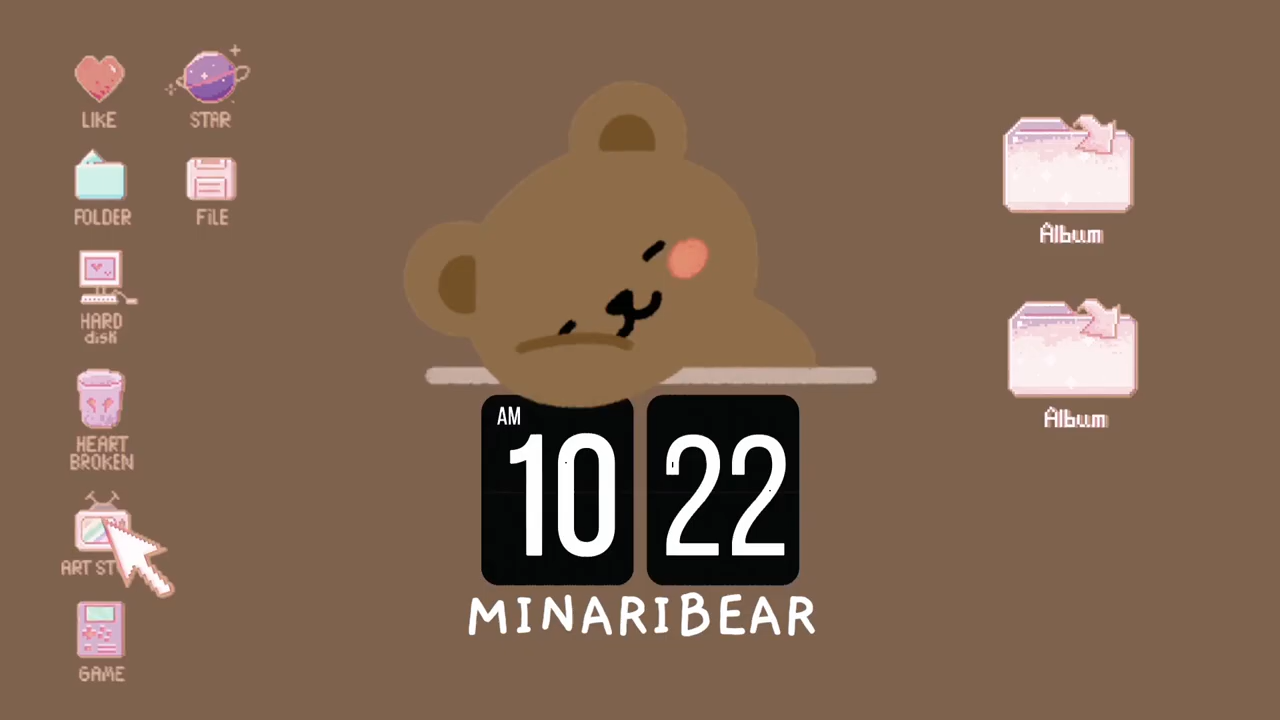 LIKE
STAR
FOLDER
FiLE
HARD
disk
HEART
BROKEN
ART ST
GAME
AM
10 22
MINARIBEAR
Album
Album